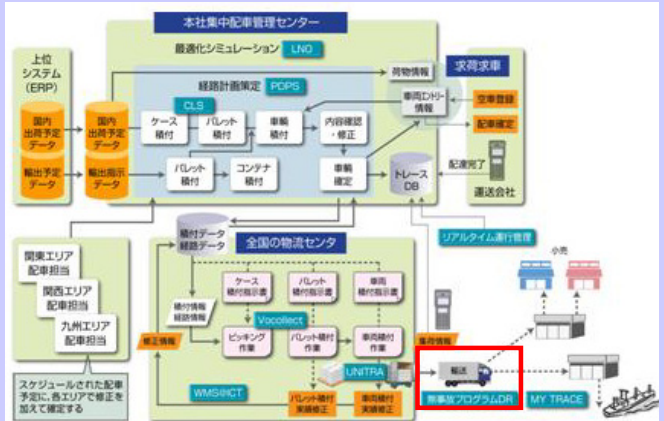 本社集中配車管理センター
最適化シミュレーション LNO
上位
システム
(ERP)
国内
出荷予定
データ
輸出予定
データ
国内
出荷予定
データ
輸出指示
データ
経路計画策定 PDPS
CLS
ケース
積付
パレット
積付
車輌
積付
内容確認
・修正
パレット
積付
コンテナ
積付
車輌
確定
荷物情報
車両エントリー
情報
トレース
DB
求荷求車
空車登録
配車確定
配達完了
運送会社
リアルタイム運行管理
関東エリア
配車担当
関西エリア
配車担当
九州エリア
配車担当
スケジュールされた配車
予定に、各エリアで修正を
加えて確定する
積付データ
経路データ
全国の物流センタ
積付情報
経路情報
修正情報
ケース
積付指示書
パレット
積付指示書
車両
積付指示書
Vocollect
ピッキング
作業
パレット積付
作業
車両積付
作業
UNITRA
WMS@CT
パレット積付
実績修正
車両積付
実績修正
集荷情報
輸送
無事故プログラムDR
MY TRACE
小売